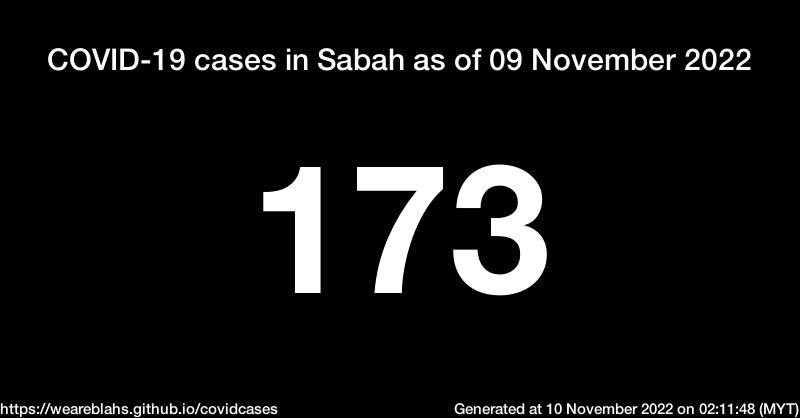 COVID-19 cases in Sabah as of 09 November 2022
173
https://weareblahs.github.io/covidcases
Generated at 10 November 2022 on 02:11:48 (MYT)